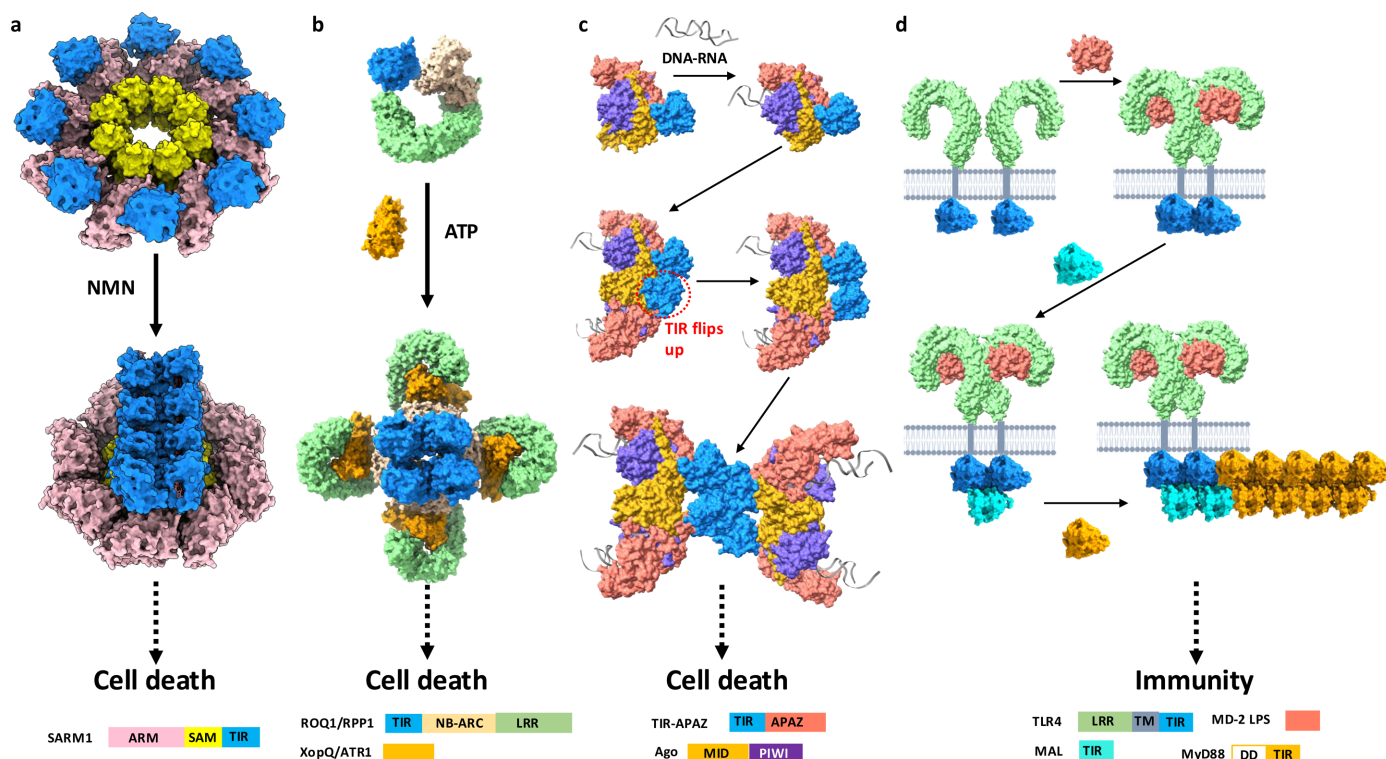 a
b
c
d
DNA-RNA
NMN
ATP
TIR flips
up
Cell death
Cell death
Cell death
Immunity
SARM1 ARM SAM TIR
ROQ1/RPP1 TIR NB-ARC LRR
XopQ/ATR1
TIR-APAZ TIR APAZ
Ago MID PIWI
TLR4 LRR TM TIR MD-2 LPS
MAL TIR MyD88 DD TIR